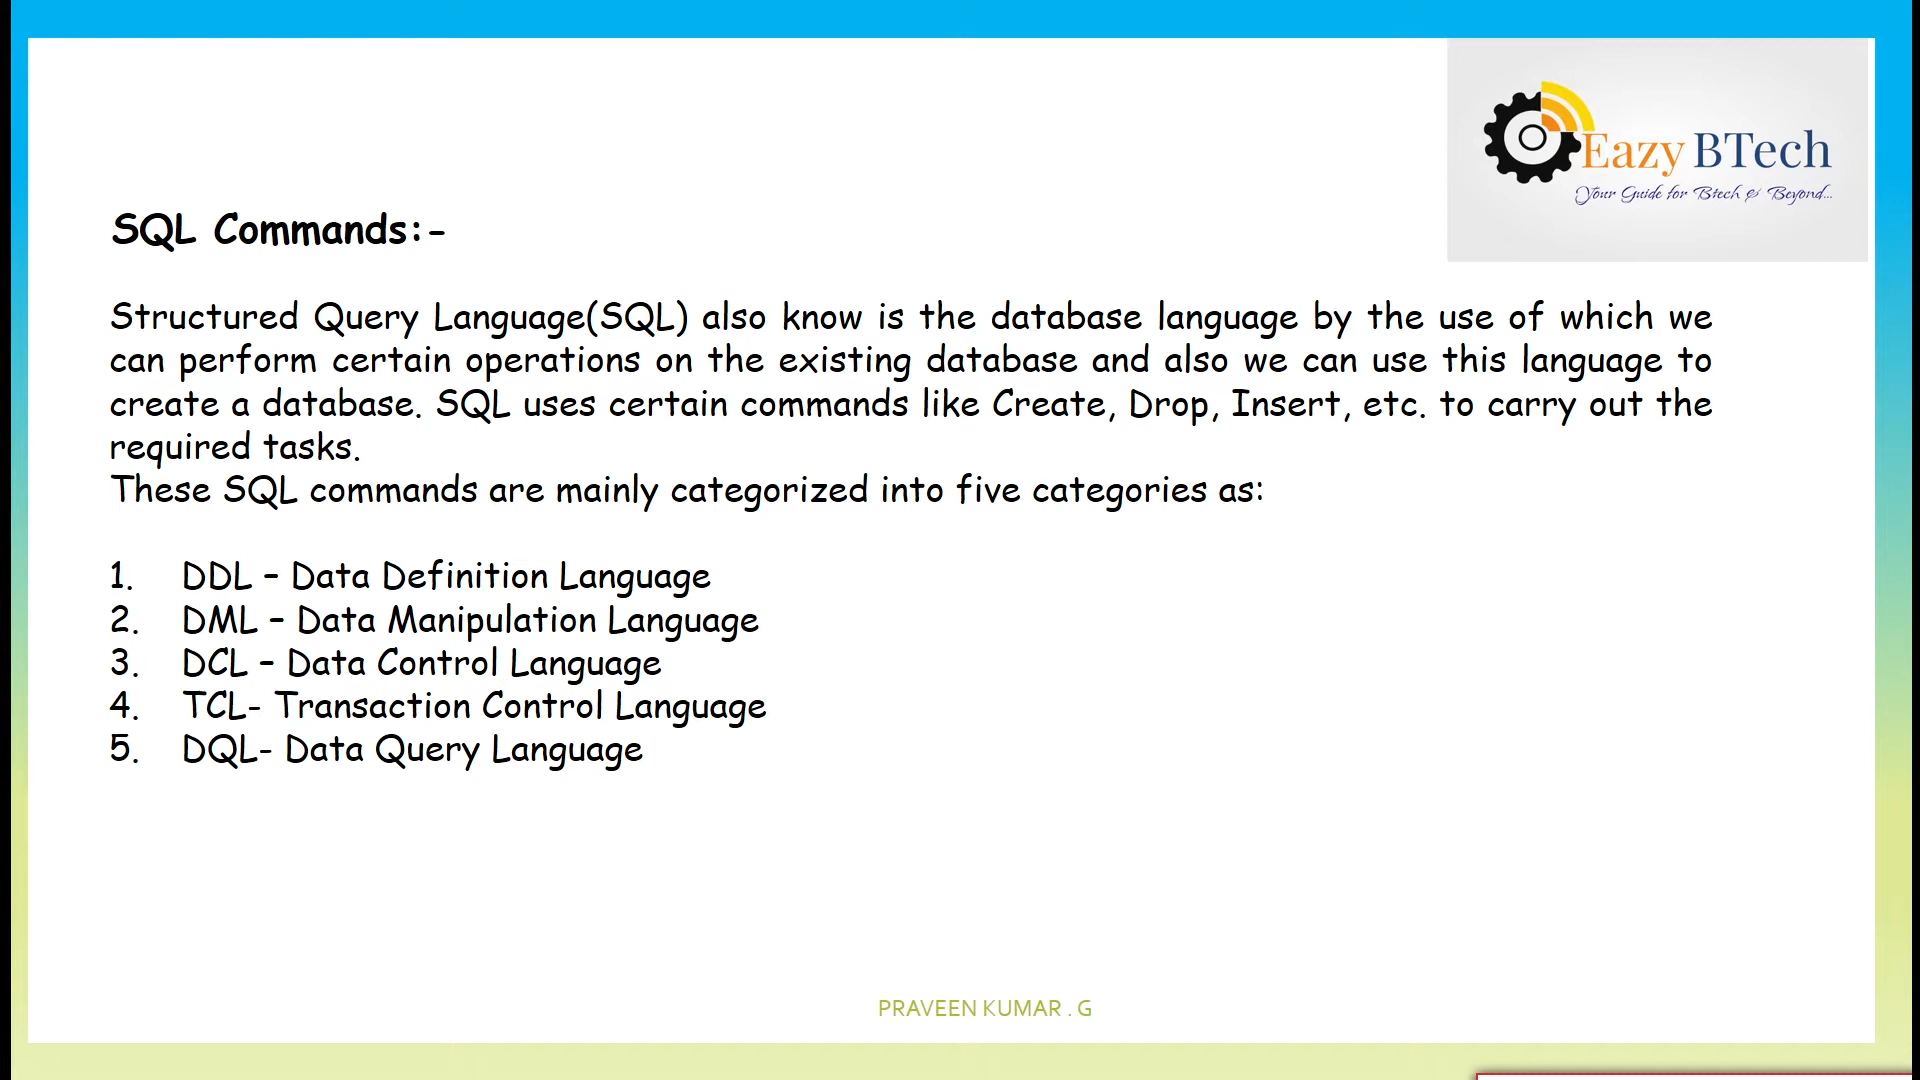 Eazy BTech
Your Guide for Btech & Beyond...
SQL Commands:-
Structured Query Language(SQL) also know is the database language by the use of which we
can perform certain operations on the existing database and also we can use this language to
create a database. SQL uses certain commands like Create, Drop, Insert, etc. to carry out the
required tasks.
These SQL commands are mainly categorized into five categories as:
1. DDL – Data Definition Language
2. DML – Data Manipulation Language
3. DCL – Data Control Language
4. TCL- Transaction Control Language
5. DQL- Data Query Language
PRAVEEN KUMAR . G